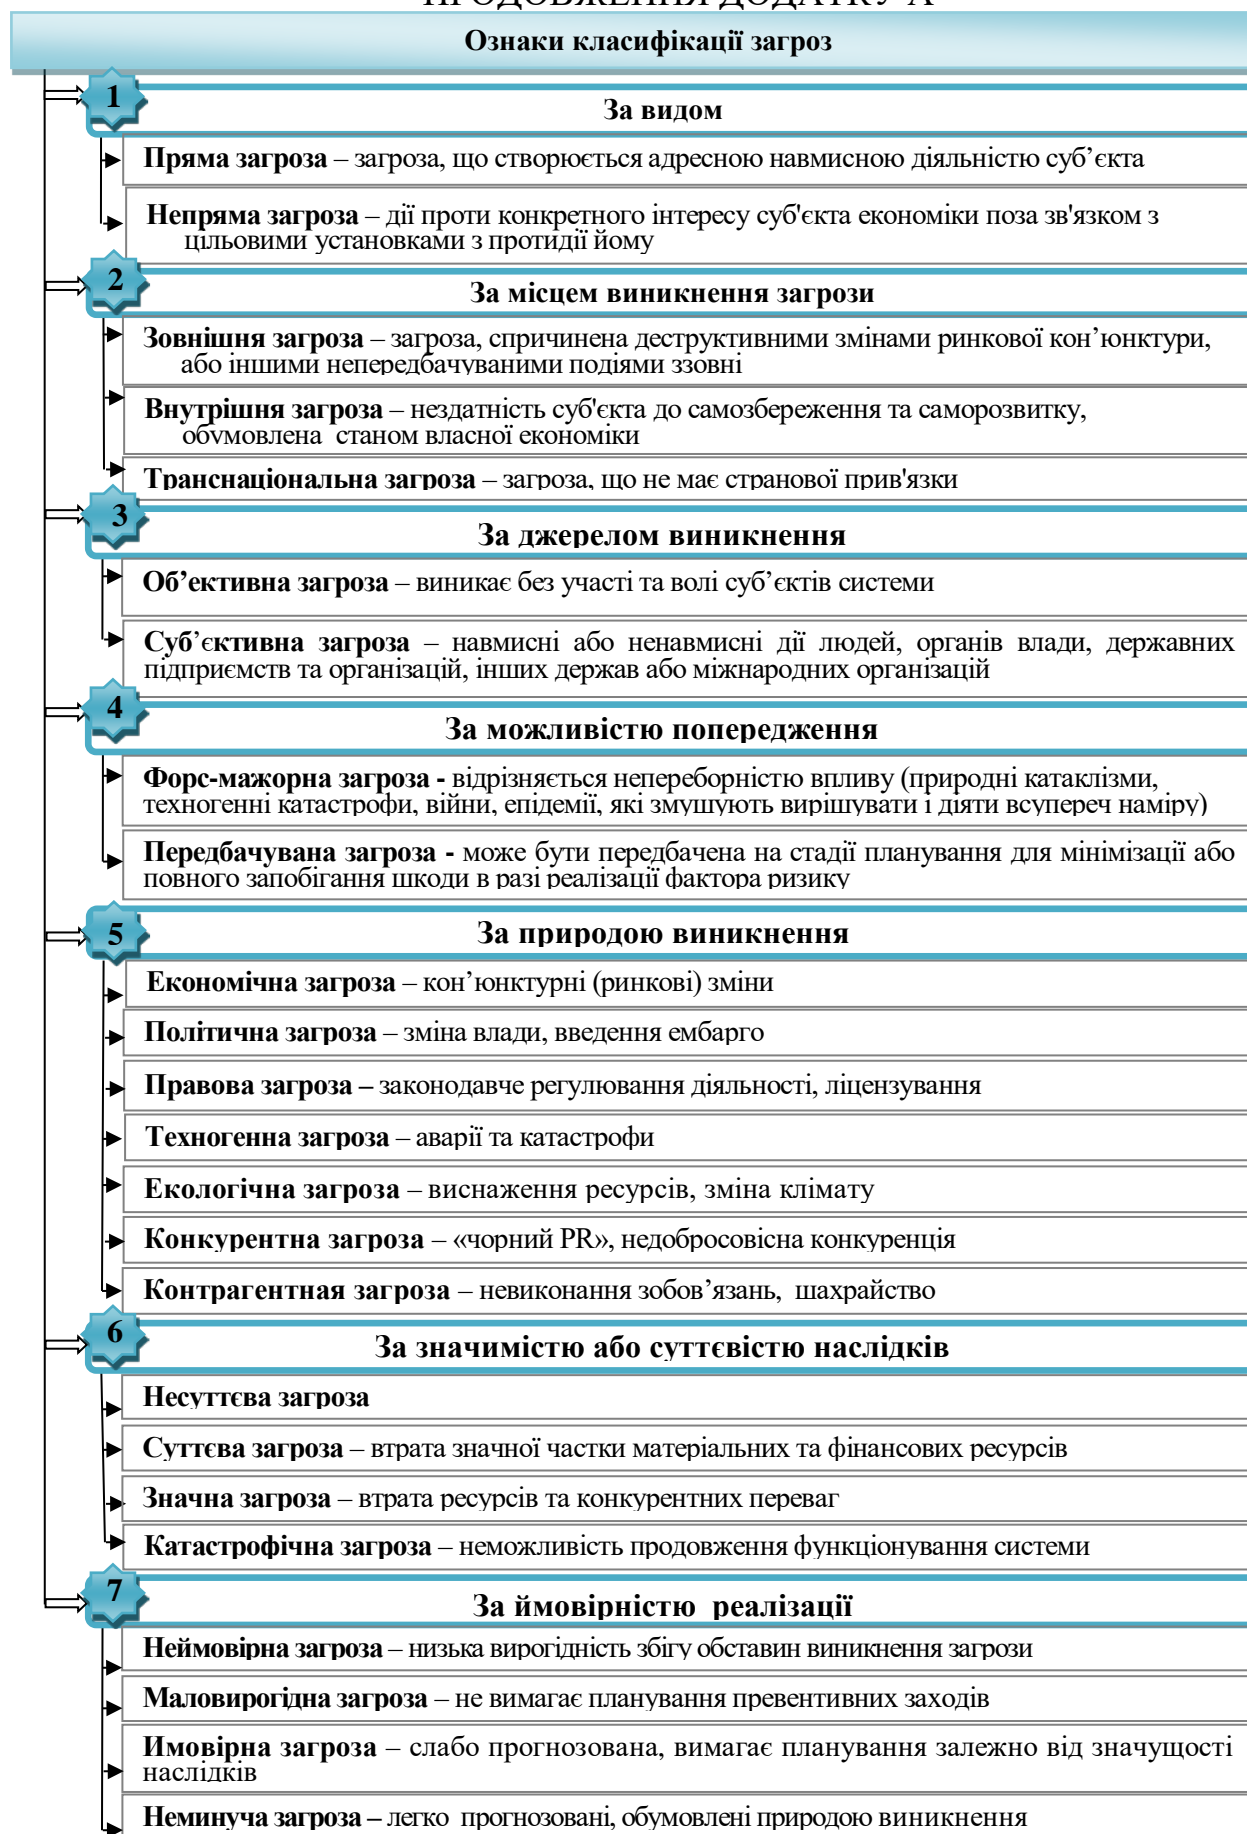 ПРОДОВЖЕННЯ ДОДАТКУ А
Ознаки класифікації загроз
1
За видом
Пряма загроза – загроза, що створюється адресною навмисною діяльністю суб’єкта
Непряма загроза – дії проти конкретного інтересу суб'єкта економіки поза зв'язком з
цільовими установками з протидії йому
2
За місцем виникнення загрози
Зовнішня загроза – загроза, спричинена деструктивними змінами ринкової кон’юнктури,
або іншими непередбачуваними подіями ззовні
Внутрішня загроза – нездатність суб'єкта до самозбереження та саморозвитку,
обумовлена станом власної економіки
Транснаціональна загроза – загроза, що не має странової прив'язки
3
За джерелом виникнення
Об’ективна загроза – виникає без участі та волі суб’єктів системи
Суб’єктивна загроза – навмисні або ненавмисні дії людей, органів влади, державних
підприємств та організацій, інших держав або міжнародних організацій
4
За можливістю попередження
Форс-мажорна загроза - відрізняється непереборністю впливу (природні катаклізми,
техногенні катастрофи, війни, епідемії, які змушують вирішувати і діяти всупереч наміру)
Передбачувана загроза - може бути передбачена на стадії планування для мінімізації або
повного запобігання шкоди в разі реалізації фактора ризику
5
За природою виникнення
Економічна загроза – кон’юнктурні (ринкові) зміни
Політична загроза – зміна влади, введення ембарго
Правова загроза – законодавче регулювання діяльності, ліцензування
Техногенна загроза – аварії та катастрофи
Екологічна загроза – виснаження ресурсів, зміна клімату
Конкурентна загроза – «чорний PR», недобросовісна конкуренція
Контрагентная загроза – невиконання зобов’язань, шахрайство
6
За значимістю або суттєвістю наслідків
Несуттєва загроза
Суттєва загроза – втрата значної частки матеріальних та фінансових ресурсів
Значна загроза – втрата ресурсів та конкурентних переваг
Катастрофічна загроза – неможливість продовження функціонування системи
7
За ймовірністю реалізації
Неймовірна загроза – низька вирогідність збігу обставин виникнення загрози
Маловирогідна загроза – не вимагає планування превентивних заходів
Имовірна загроза – слабо прогнозована, вимагає планування залежно від значущості
наслідків
Неминуча загроза – легко прогнозовані, обумовлені природою виникнення